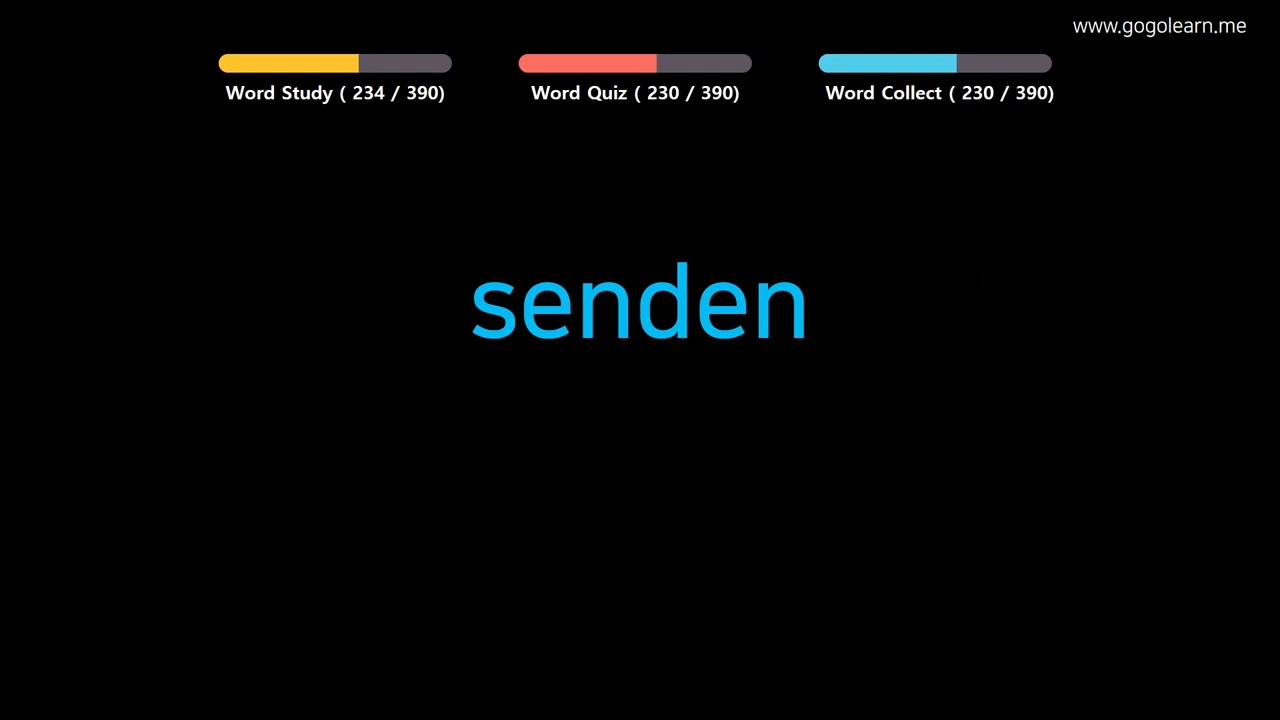 www.gogolearn.me
Word Study ( 234 / 390)
Word Quiz ( 230 / 390)
Word Collect ( 230 / 390)
senden